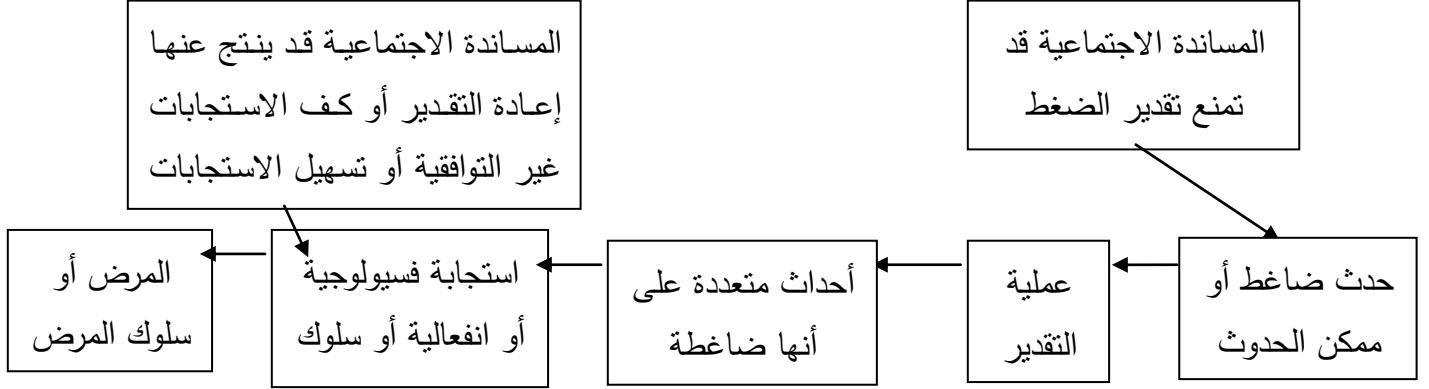 المساندة الاجتماعية قد
تمنع تقدير الضغط
المساندة الاجتماعية قد ينتج عنها
إعادة التقدير أو كف الاستجابات
غير التوافقية أو تسهيل الاستجابات
حدث ضاغط أو
ممكن الحدوث
عملية
التقدير
أحداث متعددة على
أنها ضاغطة
استجابة فسيولوجية
أو انفعالية أو سلوك
المرض أو
سلوك المرض